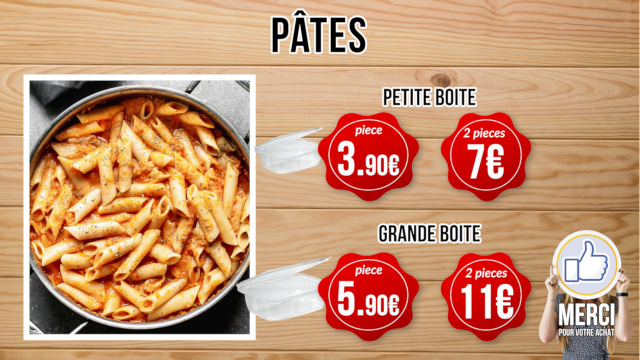 PÂTES
PETITE BOITE
piece
3.90€
2 pieces
7€
GRANDE BOITE
piece
5.90€
2 pieces
11€
MERCI
POUR VOTRE ACHAT